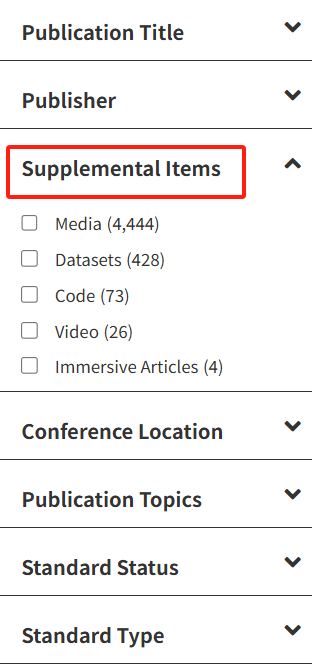 Publication Title
Publisher
Supplemental Items
Media (4,444)
Datasets (428)
Code (73)
Video (26)
Immersive Articles (4)
Conference Location
Publication Topics
Standard Status
Standard Type